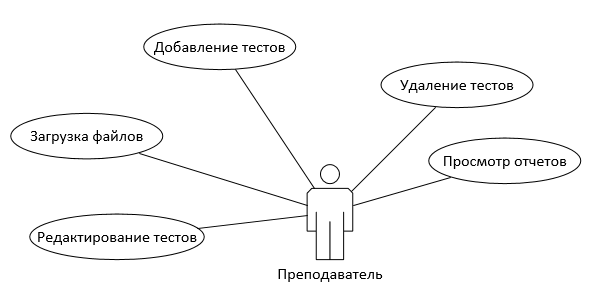 Добавление тестов
Удаление тестов
Загрузка файлов
Просмотр отчетов
Редактирование тестов
Преподаватель